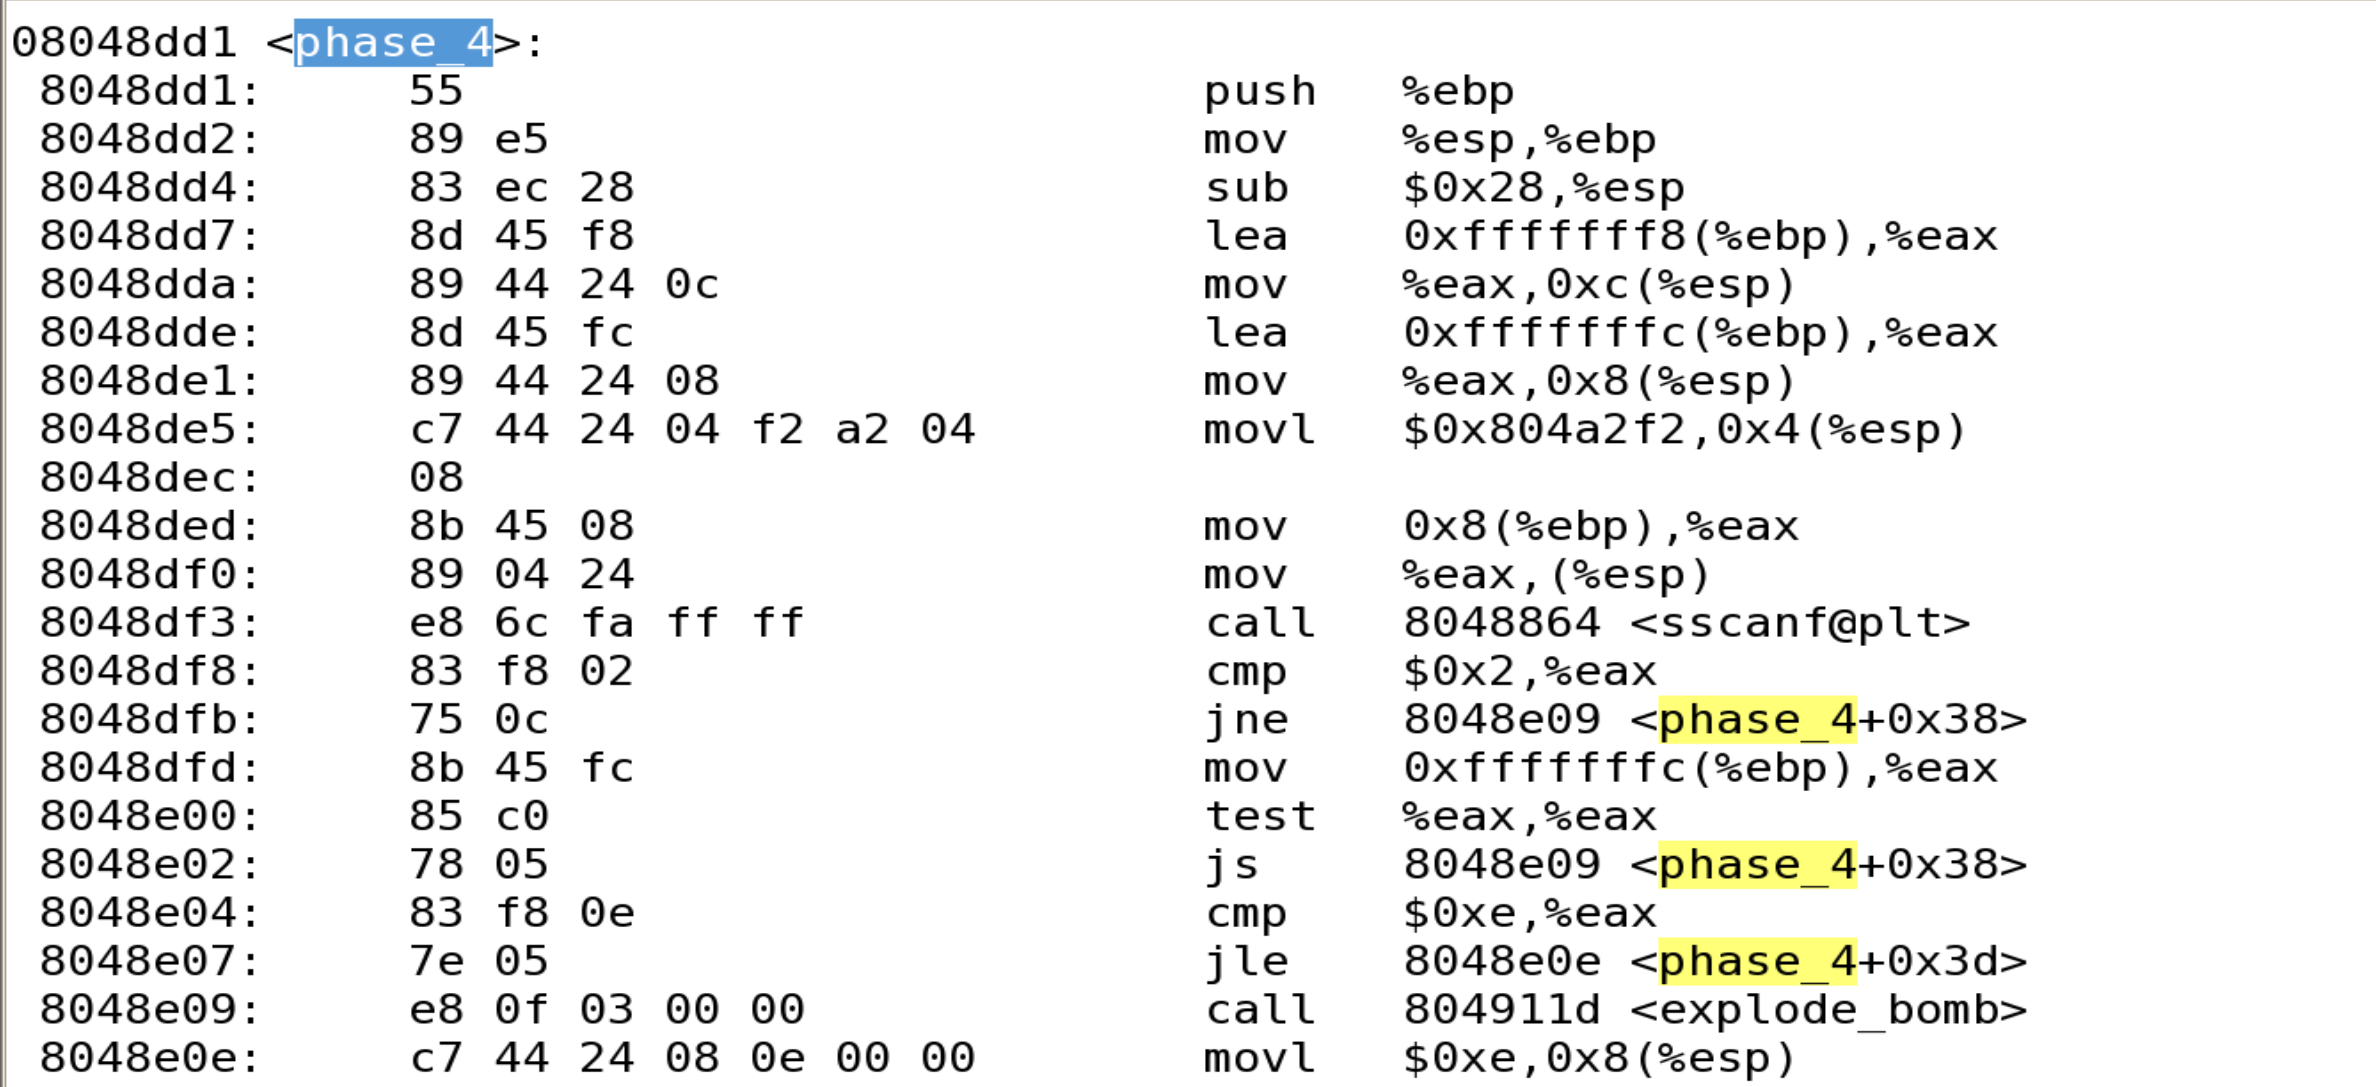 08048dd1 <phase_4>:
8048dd1: 55 push %ebp
8048dd2: 89 e5 mov %esp,%ebp
8048dd4: 83 ec 28 sub $0x28,%esp
8048dd7: 8d 45 f8 lea 0xfffffff8(%ebp),%eax
8048dda: 89 44 24 0c mov %eax,0xc(%esp)
8048dde: 8d 45 fc lea 0xfffffffc(%ebp),%eax
8048de1: 89 44 24 08 mov %eax,0x8(%esp)
8048de5: c7 44 24 04 f2 a2 04 movl $0x804a2f2,0x4(%esp)
8048dec: 08
8048ded: 8b 45 08 mov 0x8(%ebp),%eax
8048df0: 89 04 24 mov %eax,(%esp)
8048df3: e8 6c fa ff ff call 8048864 <sscanf@plt>
8048df8: 83 f8 02 cmp $0x2,%eax
8048dfb: 75 0c jne 8048e09 <phase_4+0x38>
8048dfd: 8b 45 fc mov 0xfffffffc(%ebp),%eax
8048e00: 85 c0 test %eax,%eax
8048e02: 78 05 js 8048e09 <phase_4+0x38>
8048e04: 83 f8 0e cmp $0xe,%eax
8048e07: 7e 05 jle 8048e0e <phase_4+0x3d>
8048e09: e8 0f 03 00 00 call 804911d <explode_bomb>
8048e0e: c7 44 24 08 0e 00 00 movl $0xe,0x8(%esp)